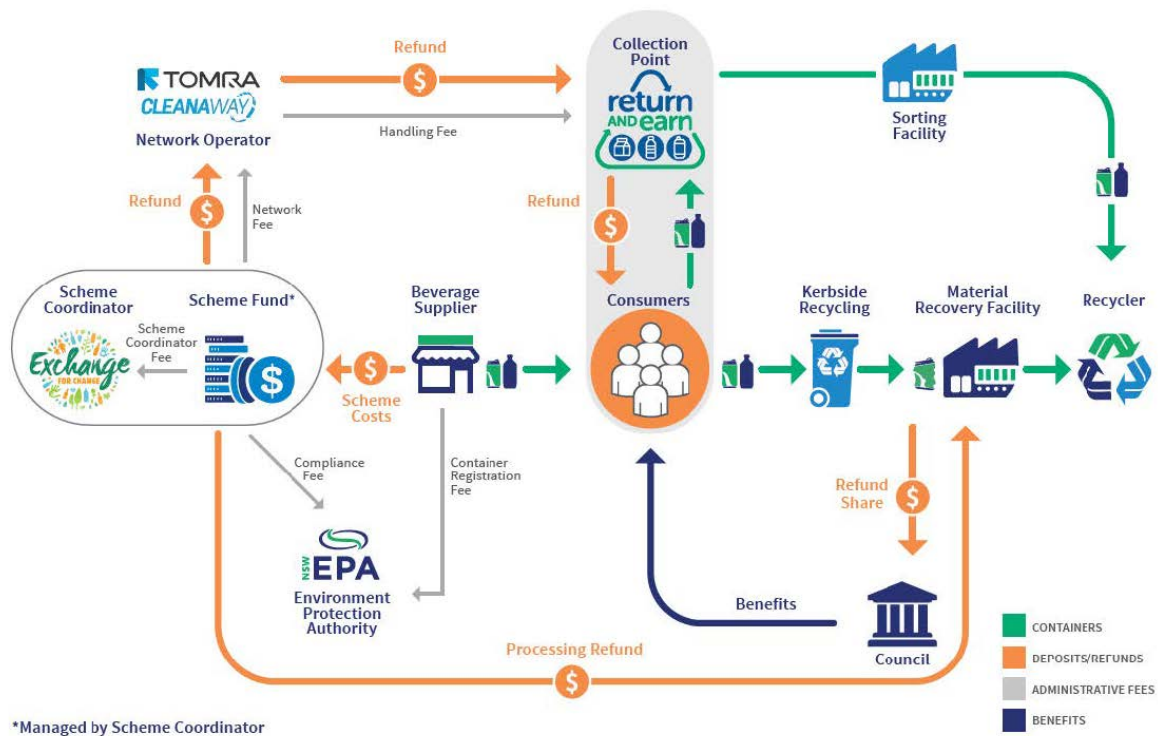 Refund
$
TOMRA
CLEANAWAY
Network Operator
Handling Fee
Collection
Point
return
AND earn
Sorting
Facility
Refund
$
Network
Fee
Refund
$
Scheme
Coordinator
Scheme Fund*
Beverage
Supplier
Consumers
Kerbside
Recycling
Material
Recovery Facility
Recycler
Exchange
FOR CHANGE
Scheme
Coordinator
Fee
$
$
Scheme
Costs
Compliance
Fee
Container
Registration
Fee
Refund
Share
$
NSW
EPA
Environment
Protection
Authority
Benefits
Council
Processing Refund
$
CONTAINERS
DEPOSITS/REFUNDS
ADMINISTRATIVE FEES
BENEFITS
*Managed by Scheme Coordinator